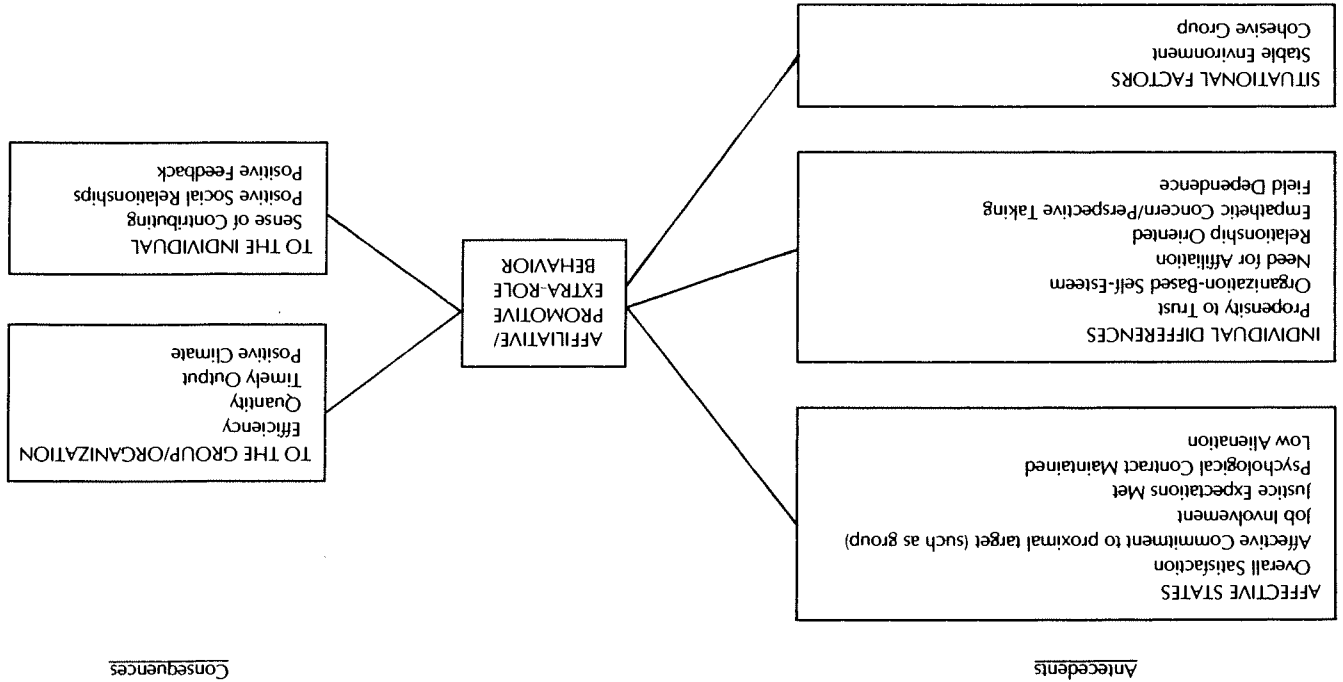 Antecedents
Consequences
AFFECTIVE STATES
Overall Satisfaction
Affective Commitment to proximal target (such as group)
Job Involvement
Justice Expectations Met
Psychological Contract Maintained
Low Alienation
INDIVIDUAL DIFFERENCES
Propensity to Trust
Organization-Based Self-Esteem
Need for Affiliation
Relationship Oriented
Empathetic Concern/Perspective Taking
Field Dependence
SITUATIONAL FACTORS
Stable Environment
Cohesive Group
AFFILIATIVE/
PROMOTIVE
EXTRA-ROLE
BEHAVIOR
TO THE GROUP/ORGANIZATION
Efficiency
Quantity
Timely Output
Positive Climate
TO THE INDIVIDUAL
Sense of Contributing
Positive Social Relationships
Positive Feedback